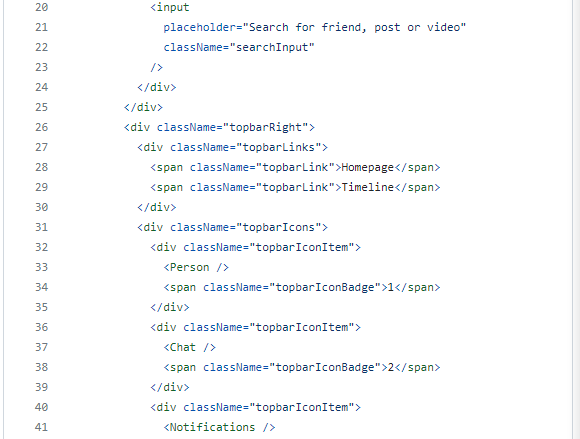 20 <input
21 placeholder="Search for friend, post or video"
22 className="searchInput"
23 />
24 </div>
25 </div>
26 <div className="topbarRight">
27 <div className="topbarLinks">
28 <span className="topbarLink">Homepage</span>
29 <span className="topbarLink">Timeline</span>
30 </div>
31 <div className="topbarIcons">
32 <div className="topbarIconItem">
33 <Person />
34 <span className="topbarIconBadge">1</span>
35 </div>
36 <div className="topbarIconItem">
37 <Chat />
38 <span className="topbarIconBadge">2</span>
39 </div>
40 <div className="topbarIconItem">
41 <Notifications />